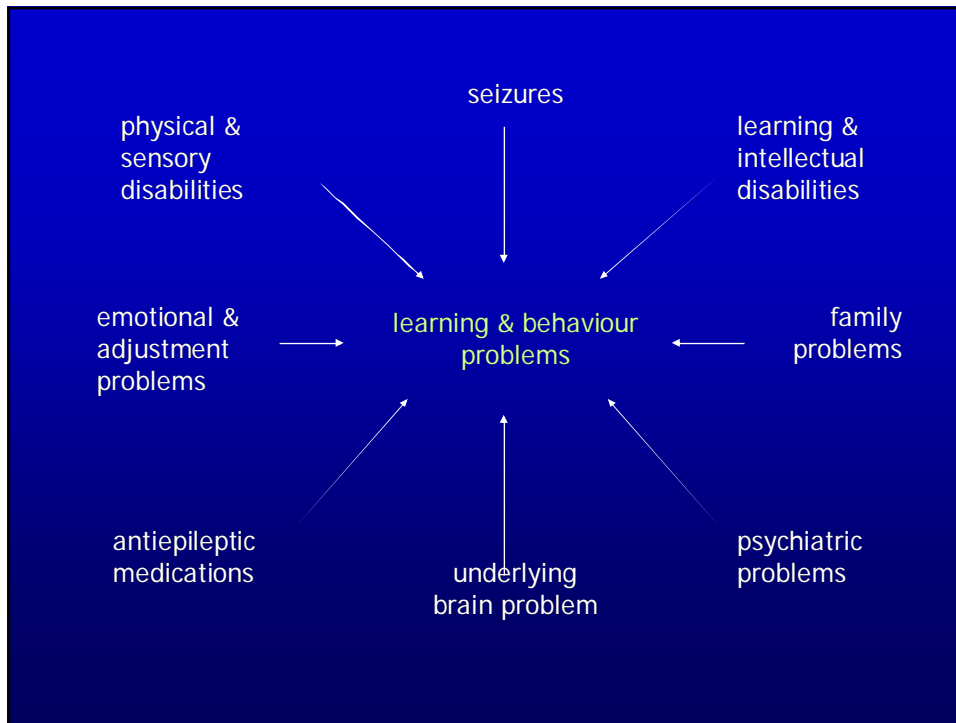 seizures
physical &
sensory
disabilities
learning &
intellectual
disabilities
emotional &
adjustment
problems
learning & behaviour
problems
family
problems
antiepileptic
medications
underlying
brain problem
psychiatric
problems